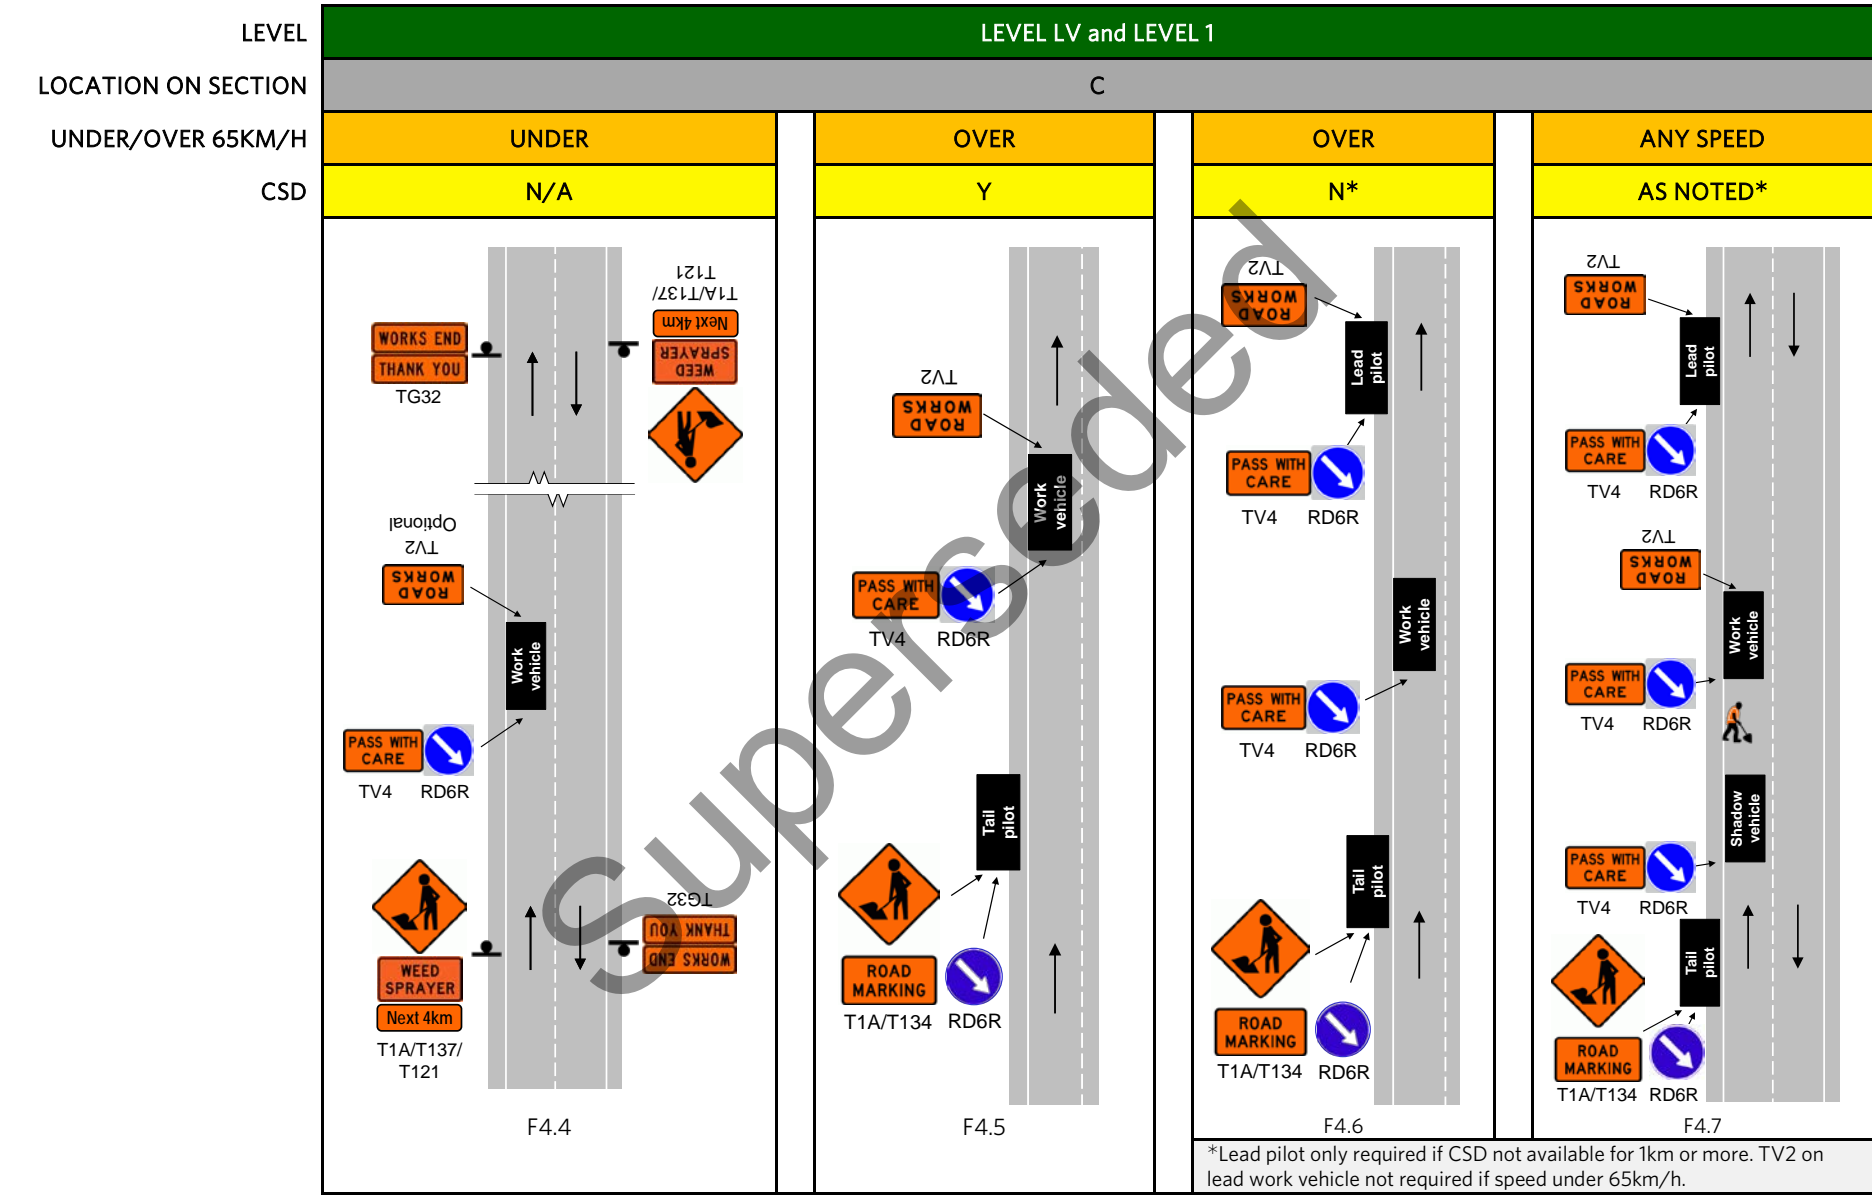 LEVEL
LEVEL LV and LEVEL 1
LOCATION ON SECTION
C
UNDER/OVER 65KM/H
UNDER
OVER
OVER
ANY SPEED
CSD
N/A
Y
N*
AS NOTED*
WORKS END
THANK YOU
TG32
T1A/T137/
T121
Next 4km
WEED
SPRAYER
Optional
TV2
ROAD
WORKS
Work
vehicle
PASS WITH
CARE
TV4
RD6R
WEED
SPRAYER
Next 4km
T1A/T137/
T121
TG32
WORKS END
THANK YOU
F4.4
TV2
ROAD
WORKS
Work
vehicle
PASS WITH
CARE
TV4
RD6R
Tail
pilot
ROAD
MARKING
T1A/T134
RD6R
F4.5
TV2
ROAD
WORKS
Lead
pilot
PASS WITH
CARE
TV4
RD6R
Work
vehicle
PASS WITH
CARE
TV4
RD6R
Tail
pilot
ROAD
MARKING
T1A/T134
RD6R
F4.6
TV2
ROAD
WORKS
Lead
pilot
PASS WITH
CARE
TV4
RD6R
TV2
ROAD
WORKS
Work
vehicle
PASS WITH
CARE
TV4
RD6R
Shadow
vehicle
PASS WITH
CARE
TV4
RD6R
Tail
pilot
ROAD
MARKING
T1A/T134
RD6R
F4.7
*Lead pilot only required if CSD not available for 1km or more. TV2 on
lead work vehicle not required if speed under 65km/h.
Superseded